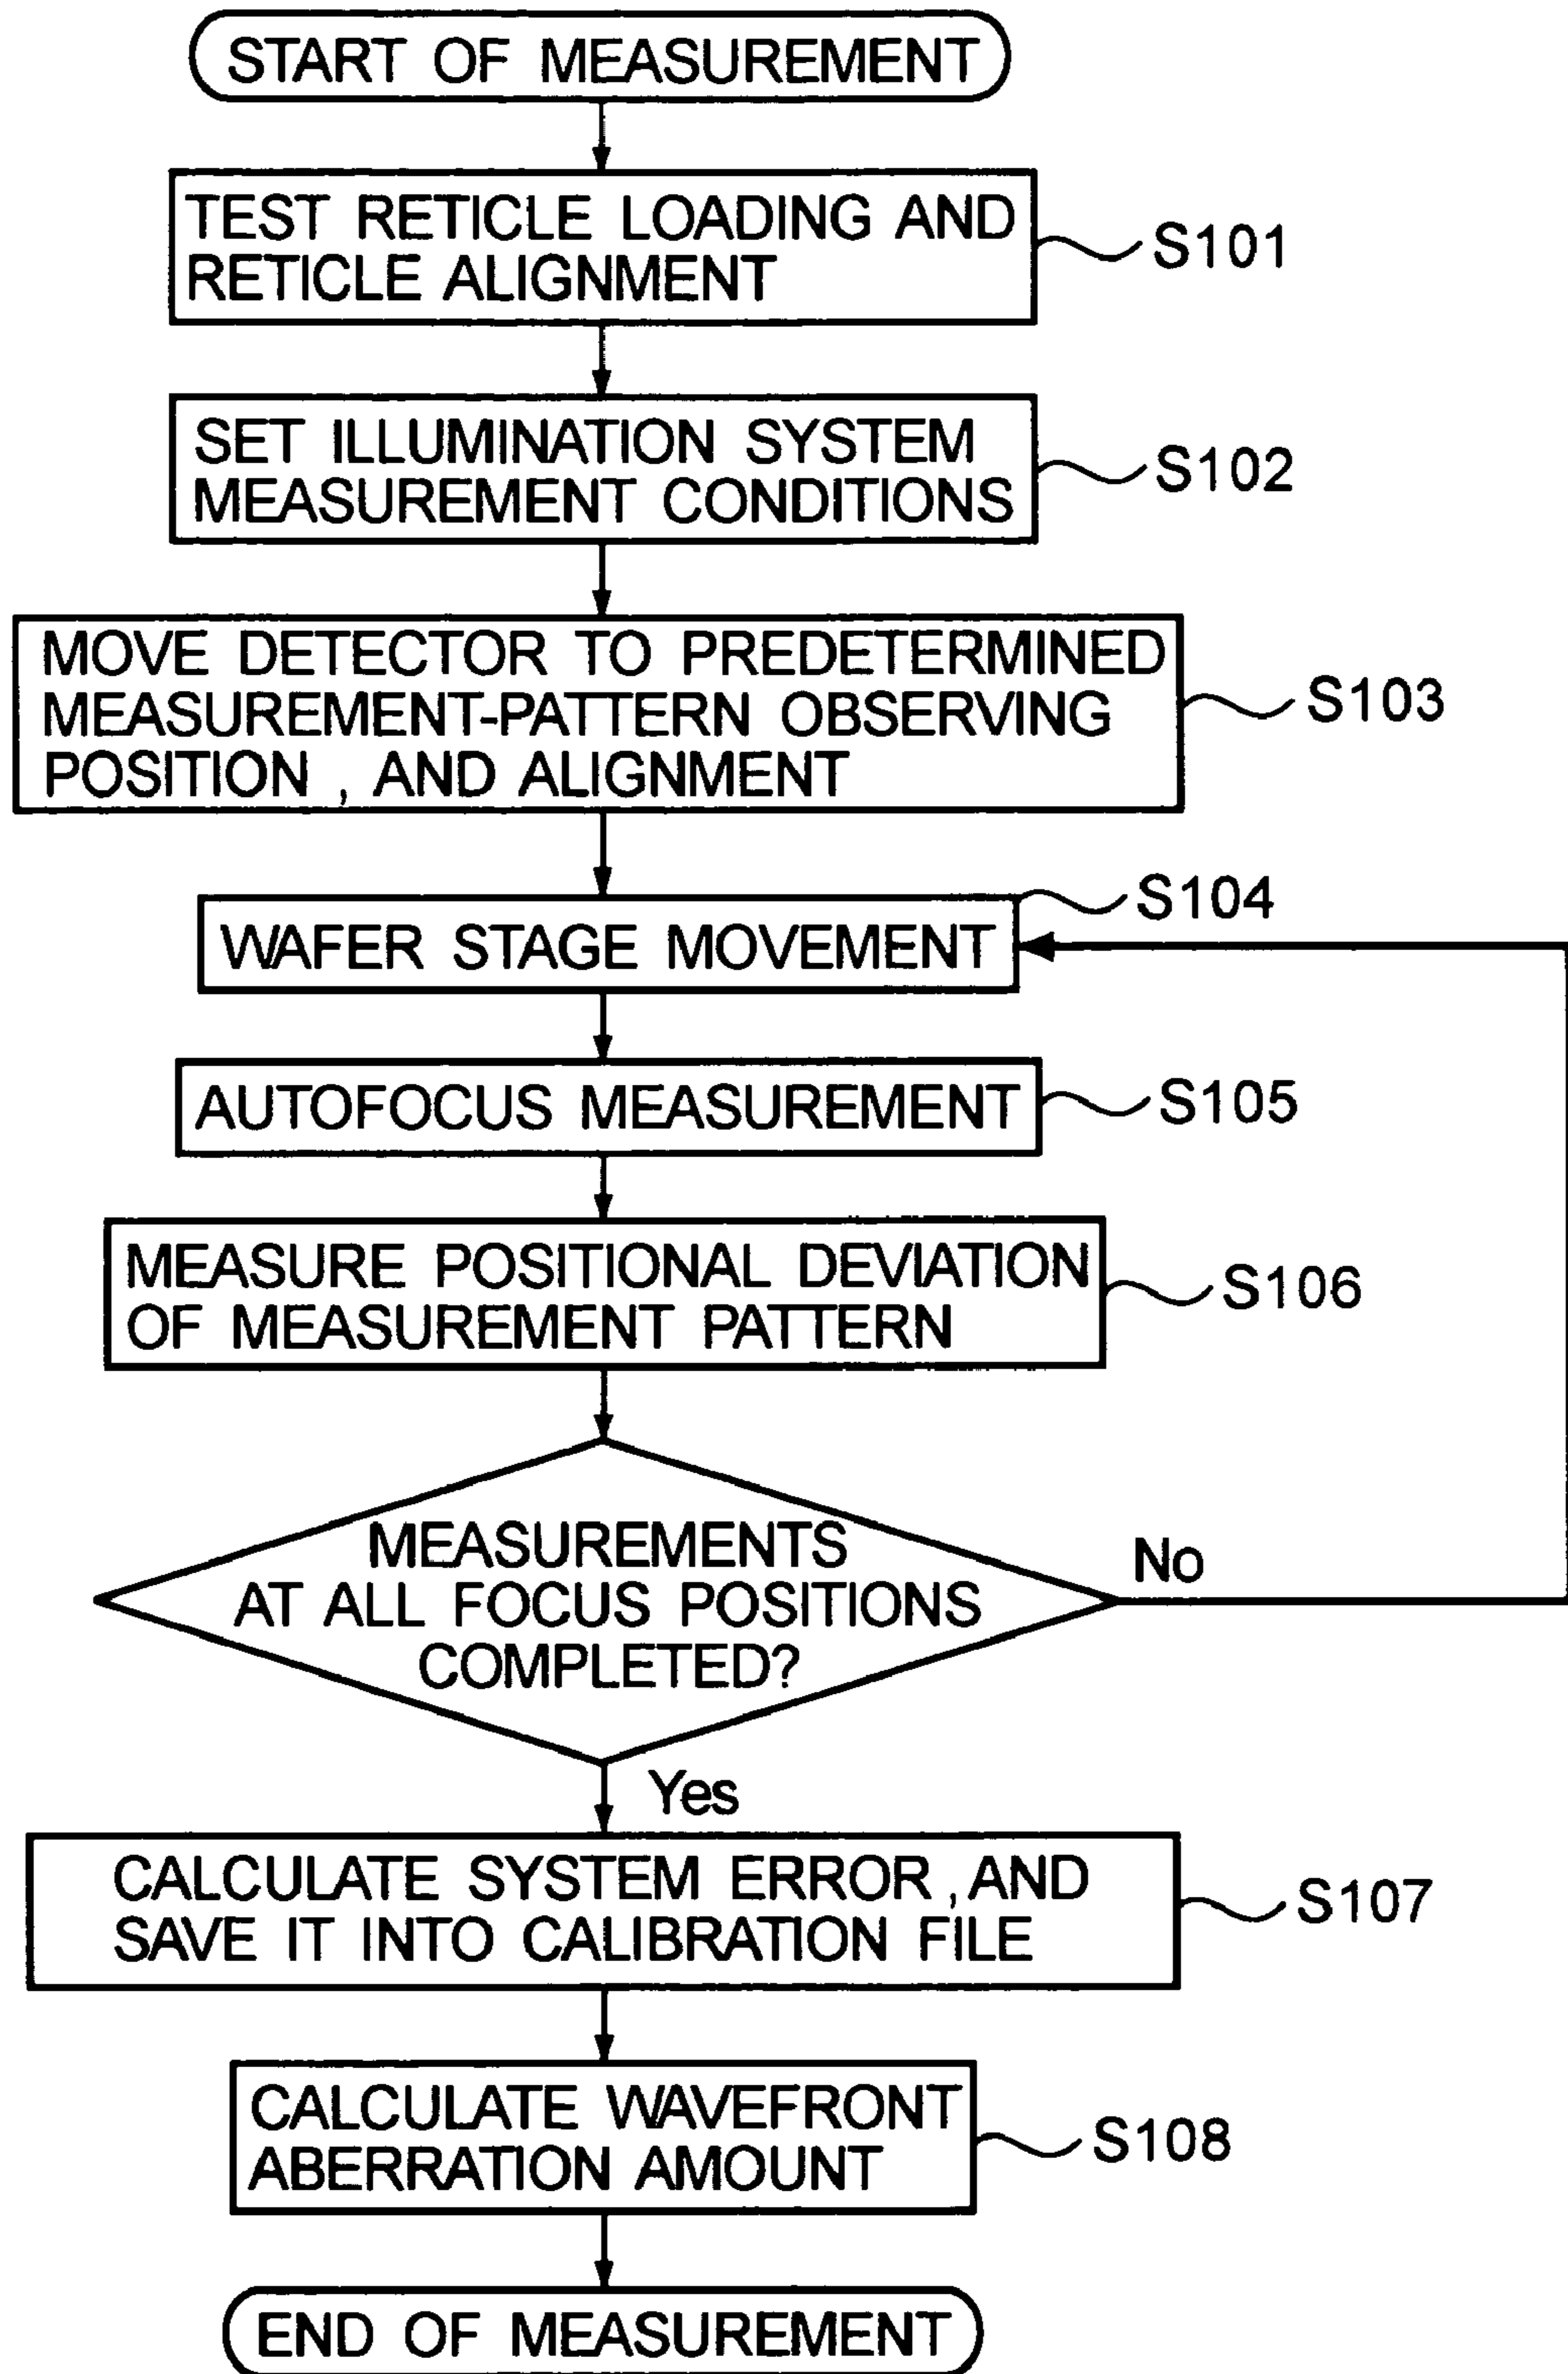 START OF MEASUREMENT
TEST RETICLE LOADING AND
RETICLE ALIGNMENT
S101
SET ILLUMINATION SYSTEM
MEASUREMENT CONDITIONS
S102
MOVE DETECTOR TO PREDETERMINED
MEASUREMENT-PATTERN OBSERVING
POSITION, AND ALIGNMENT
S103
WAFER STAGE MOVEMENT
S104
AUTOFOCUS MEASUREMENT
S105
MEASURE POSITIONAL DEVIATION
OF MEASUREMENT PATTERN
S106
MEASUREMENTS
AT ALL FOCUS POSITIONS
COMPLETED?
No
Yes
CALCULATE SYSTEM ERROR, AND
SAVE IT INTO CALIBRATION FILE
S107
CALCULATE WAVEFRONT
ABERRATION AMOUNT
S108
END OF MEASUREMENT